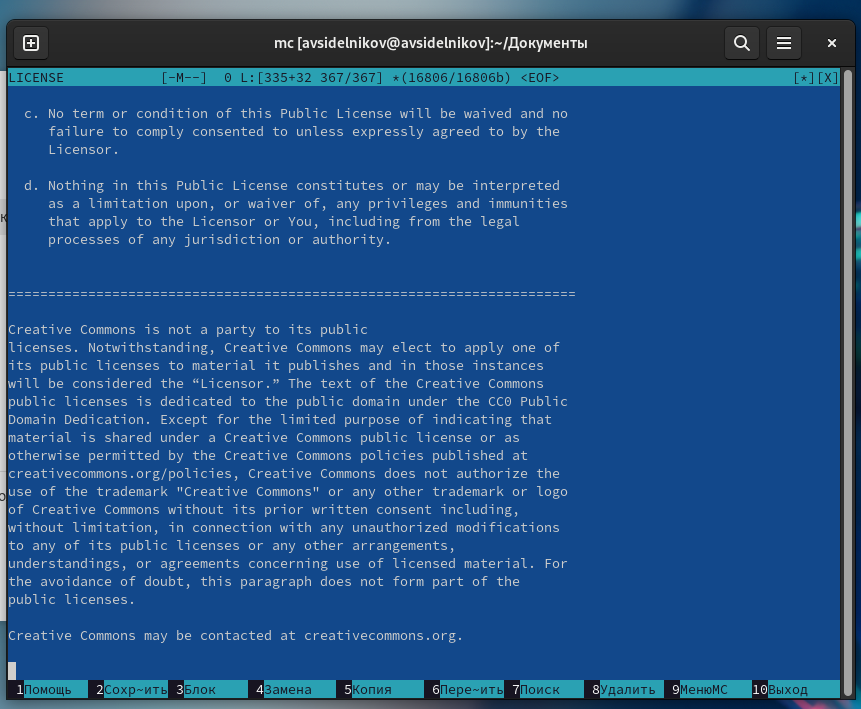 mc [avsidelnikov@avsidelnikov]:~/Документы
LICENSE [-M--] 0 L:[335+32 367/367] *(16806/16806b) <EOF> [*][X]
c. No term or condition of this Public License will be waived and no
failure to comply consented to unless expressly agreed to by the
Licensor.
d. Nothing in this Public License constitutes or may be interpreted
as a limitation upon, or waiver of, any privileges and immunities
that apply to the Licensor or You, including from the legal
processes of any jurisdiction or authority.
=======================================================================
Creative Commons is not a party to its public
licenses. Notwithstanding, Creative Commons may elect to apply one of
its public licenses to material it publishes and in those instances
will be considered the “Licensor.” The text of the Creative Commons
public licenses is dedicated to the public domain under the CC0 Public
Domain Dedication. Except for the limited purpose of indicating that
material is shared under a Creative Commons public license or as
otherwise permitted by the Creative Commons policies published at
creativecommons.org/policies, Creative Commons does not authorize the
use of the trademark "Creative Commons" or any other trademark or logo
of Creative Commons without its prior written consent including,
without limitation, in connection with any unauthorized modifications
to any of its public licenses or any other arrangements,
understandings, or agreements concerning use of licensed material. For
the avoidance of doubt, this paragraph does not form part of the
public licenses.
Creative Commons may be contacted at creativecommons.org.
1Помощь 2Сохр~ить 3Блок 4Замена 5Копия 6Пере~ить 7Поиск 8Удалить 9МенюMC 10Выход